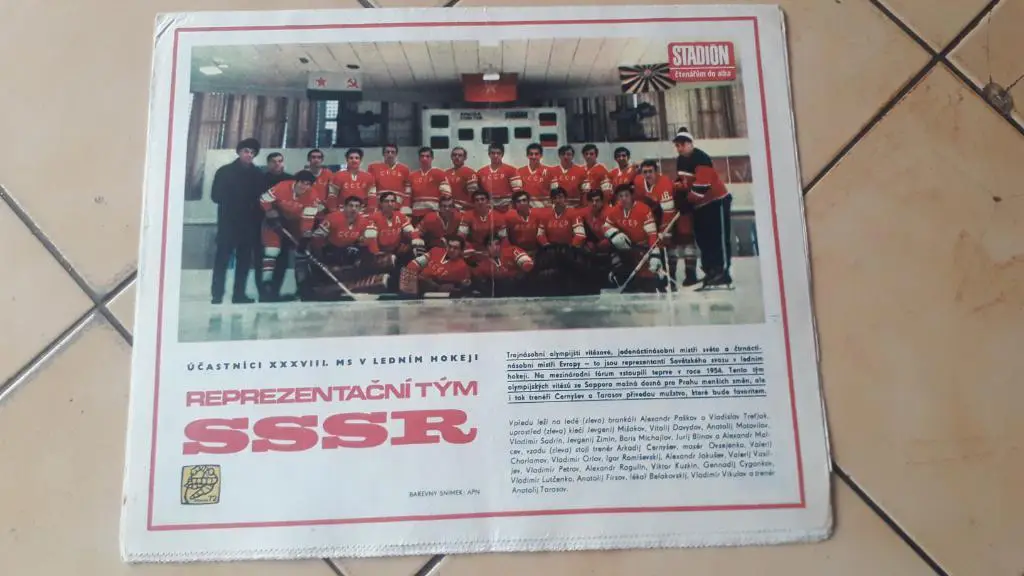 STADIÓN
čtenářům do alba
ÚČASTNÍCI XXXVIII. MS V LEDNÍM HOKEJI
REPREZENTAČNÍ TÝM
SSSR
BAREVNÝ SNÍMEK: APN
Trojnásobní olympijští vítězové, jedenáctinásobní mistři světa a čtrnácti-
násobní mistři Evropy – to jsou reprezentanti Sovětského svazu v ledním
hokeji. Na mezinárodní fórum vstoupili teprve v roce 1954. Tento tým
olympijských vítězů ze Sappora možná dozná pro Prahu menších změn, ale
i tak trenéři Černyšev a Tarasov přivedou mužstvo, které bude favoritem.
Vpředu leží na ledě (zleva) brankáři Alexandr Paškov a Vladislav Treťjak,
uprostřed (zleva) klečí Jevgenij Mišakov, Vitalij Davydov, Anatolij Motovilov,
Vladimir Šadrin, Jevgenij Zimin, Boris Michajlov, Jurij Blinov a Alexandr Mal-
cev, vzadu (zleva) stojí trenér Arkadij Černyšev, masér Ovsejenko, Valerij
Charlamov, Vladimir Orlov, Igor Romiševskij, Alexandr Jakušev, Valerij Vasil-
jev, Vladimir Petrov, Alexandr Ragulin, Viktor Kuzkin, Gennadij Cygankov,
Vladimir Lutčenko, Anatolij Firsov, lékař Belakovskij, Vladimir Vikulov a trenér
Anatolij Tarasov.